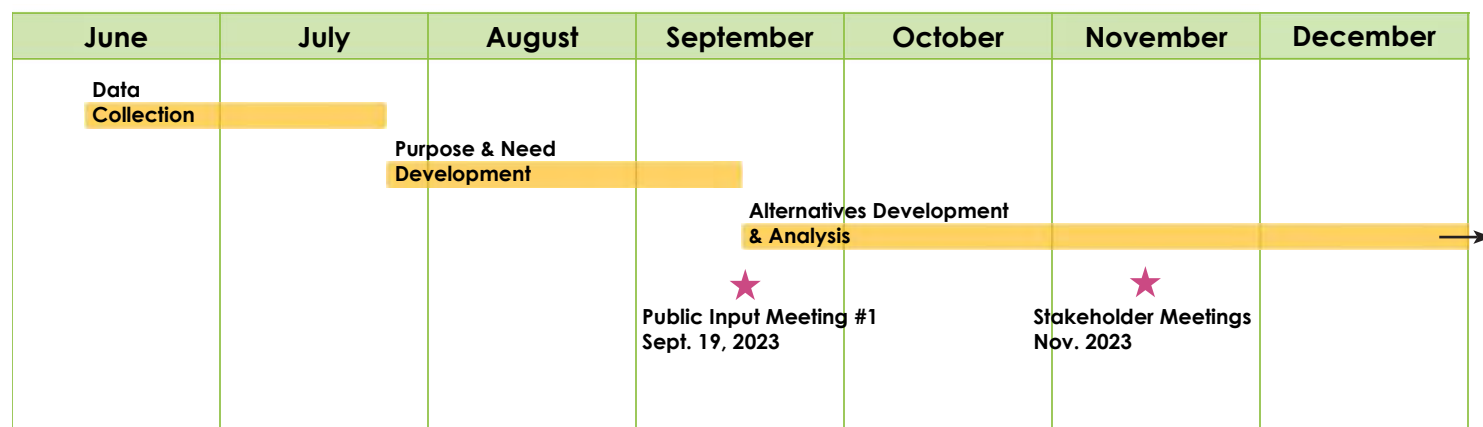 June July August September October November December
Data
Collection
Purpose & Need
Development
Alternatives Development
& Analysis
Public Input Meeting #1
Sept. 19, 2023
Stakeholder Meetings
Nov. 2023